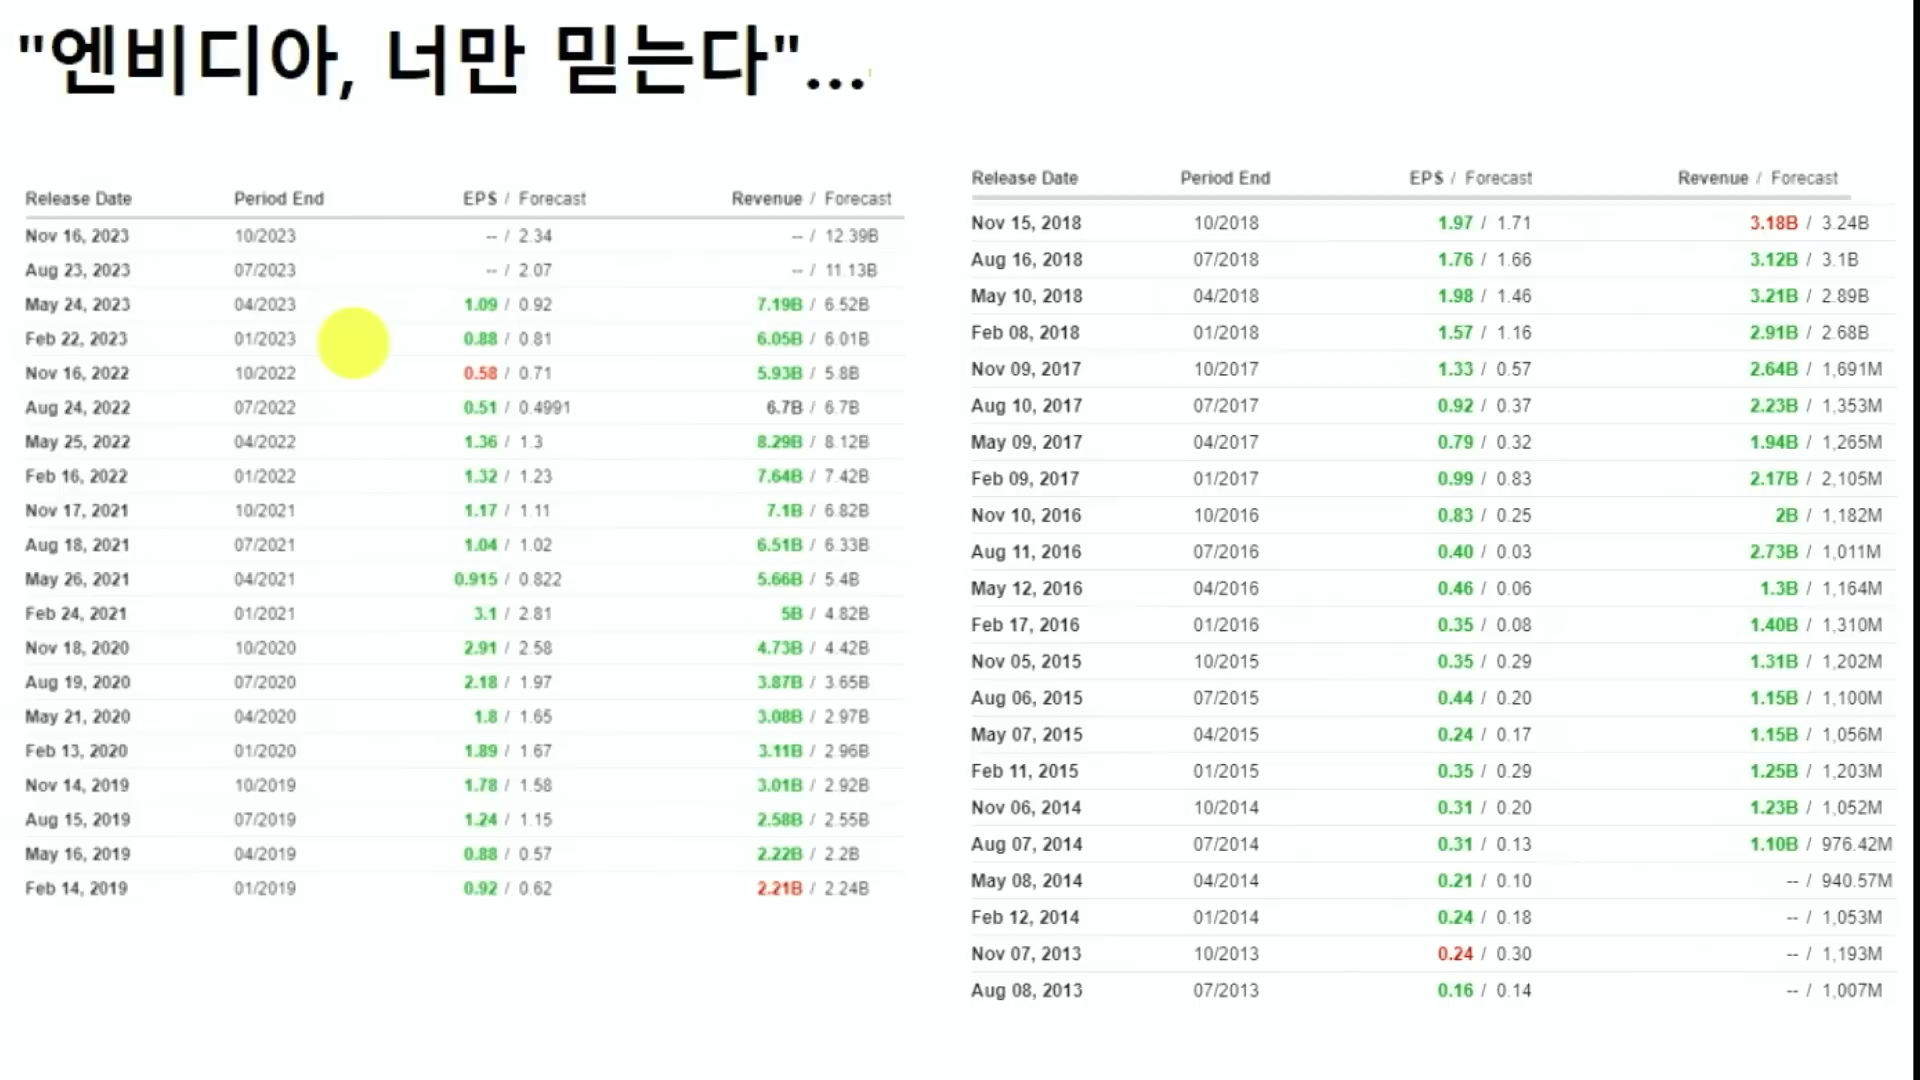 "엔비디아, 너만 믿는다"...
Release Date Period End EPS / Forecast Revenue / Forecast
Nov 16, 2023 10/2023 -- / 2.34 -- / 12.39B
Aug 23, 2023 07/2023 -- / 2.07 -- / 11.13B
May 24, 2023 04/2023 1.09 / 0.92 7.19B / 6.52B
Feb 22, 2023 01/2023 0.88 / 0.81 6.05B / 6.01B
Nov 16, 2022 10/2022 0.58 / 0.71 5.93B / 5.8B
Aug 24, 2022 07/2022 0.51 / 0.4991 6.7B / 6.7B
May 25, 2022 04/2022 1.36 / 1.3 8.29B / 8.12B
Feb 16, 2022 01/2022 1.32 / 1.23 7.64B / 7.42B
Nov 17, 2021 10/2021 1.17 / 1.11 7.1B / 6.82B
Aug 18, 2021 07/2021 1.04 / 1.02 6.51B / 6.33B
May 26, 2021 04/2021 0.915 / 0.822 5.66B / 5.4B
Feb 24, 2021 01/2021 3.1 / 2.81 5B / 4.82B
Nov 18, 2020 10/2020 2.91 / 2.58 4.73B / 4.42B
Aug 19, 2020 07/2020 2.18 / 1.97 3.87B / 3.65B
May 21, 2020 04/2020 1.8 / 1.65 3.08B / 2.97B
Feb 13, 2020 01/2020 1.89 / 1.67 3.11B / 2.96B
Nov 14, 2019 10/2019 1.78 / 1.58 3.01B / 2.92B
Aug 15, 2019 07/2019 1.24 / 1.15 2.58B / 2.55B
May 16, 2019 04/2019 0.88 / 0.57 2.22B / 2.2B
Feb 14, 2019 01/2019 0.92 / 0.62 2.21B / 2.24B
Release Date Period End EPS / Forecast Revenue / Forecast
Nov 15, 2018 10/2018 1.97 / 1.71 3.18B / 3.24B
Aug 16, 2018 07/2018 1.76 / 1.66 3.12B / 3.1B
May 10, 2018 04/2018 1.98 / 1.46 3.21B / 2.89B
Feb 08, 2018 01/2018 1.57 / 1.16 2.91B / 2.68B
Nov 09, 2017 10/2017 1.33 / 0.57 2.64B / 1,691M
Aug 10, 2017 07/2017 0.92 / 0.37 2.23B / 1,353M
May 09, 2017 04/2017 0.79 / 0.32 1.94B / 1,265M
Feb 09, 2017 01/2017 0.99 / 0.83 2.17B / 2,105M
Nov 10, 2016 10/2016 0.83 / 0.25 2B / 1,182M
Aug 11, 2016 07/2016 0.40 / 0.03 2.73B / 1,011M
May 12, 2016 04/2016 0.46 / 0.06 1.3B / 1,164M
Feb 17, 2016 01/2016 0.35 / 0.08 1.40B / 1,310M
Nov 05, 2015 10/2015 0.35 / 0.29 1.31B / 1,202M
Aug 06, 2015 07/2015 0.44 / 0.20 1.15B / 1,100M
May 07, 2015 04/2015 0.24 / 0.17 1.15B / 1,056M
Feb 11, 2015 01/2015 0.35 / 0.29 1.25B / 1,203M
Nov 06, 2014 10/2014 0.31 / 0.20 1.23B / 1,052M
Aug 07, 2014 07/2014 0.31 / 0.13 1.10B / 976.42M
May 08, 2014 04/2014 0.21 / 0.10 -- / 940.57M
Feb 12, 2014 01/2014 0.24 / 0.18 -- / 1,053M
Nov 07, 2013 10/2013 0.24 / 0.30 -- / 1,193M
Aug 08, 2013 07/2013 0.16 / 0.14 -- / 1,007M